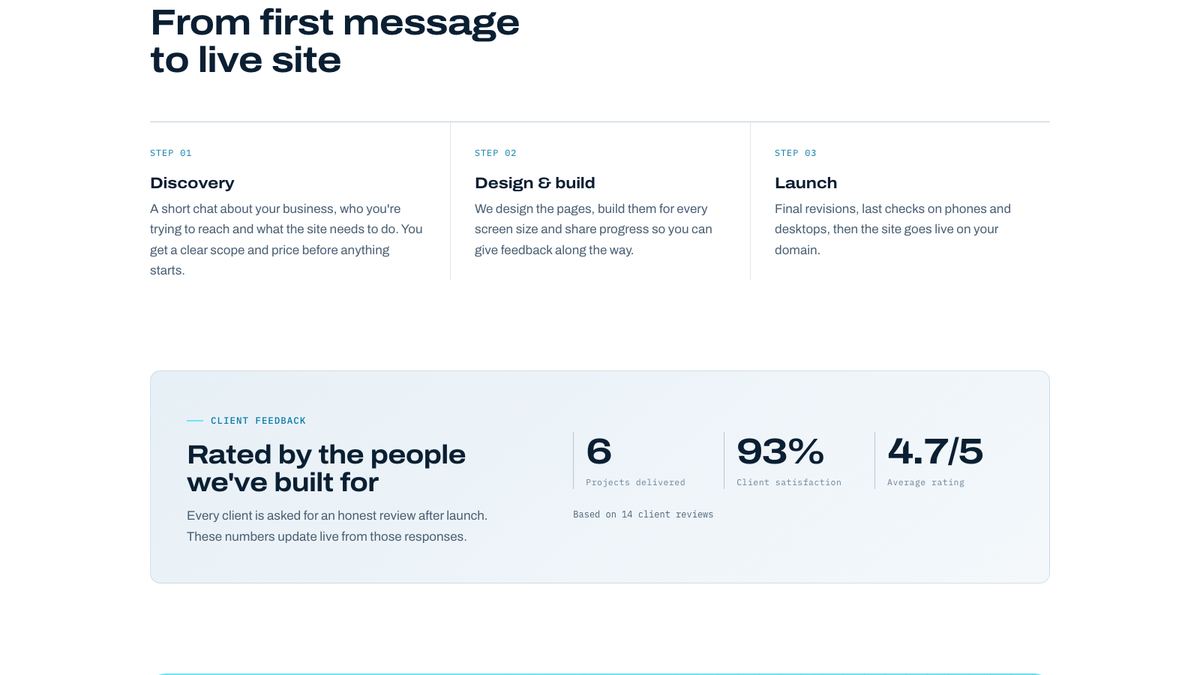 From first message
to live site
STEP 01
Discovery
A short chat about your business, who you're
trying to reach and what the site needs to do. You
get a clear scope and price before anything
starts.
STEP 02
Design & build
We design the pages, build them for every
screen size and share progress so you can
give feedback along the way.
STEP 03
Launch
Final revisions, last checks on phones and
desktops, then the site goes live on your
domain.
CLIENT FEEDBACK
Rated by the people
we've built for
Every client is asked for an honest review after launch.
These numbers update live from those responses.
6
Projects delivered
93%
Client satisfaction
4.7/5
Average rating
Based on 14 client reviews